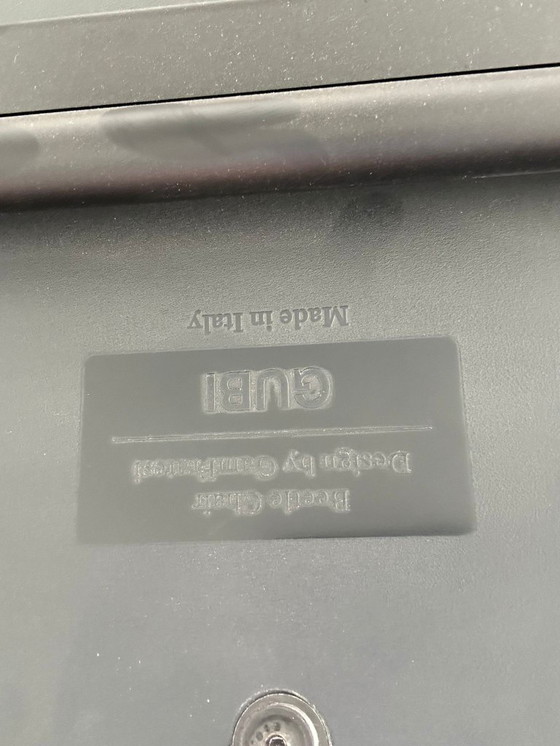 Beetle Chair
Design by GamFratesi
GUBI
Made in Italy